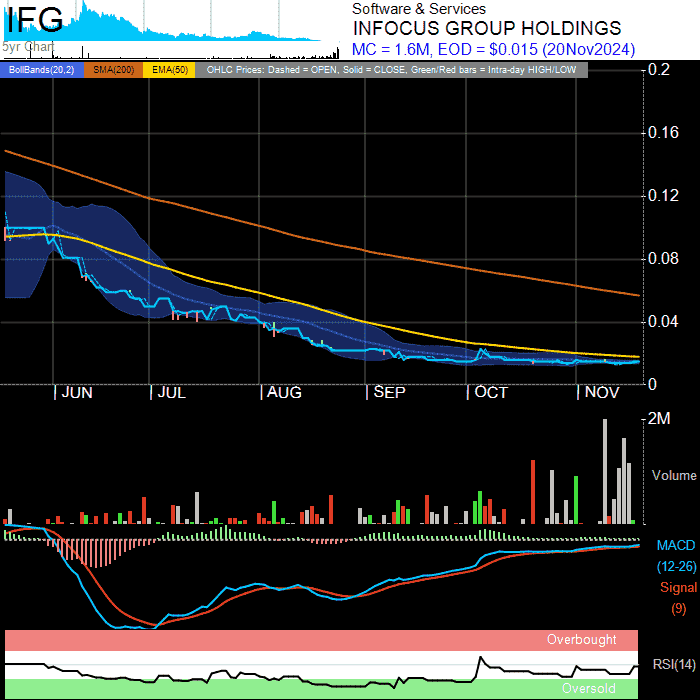 IFG
5yr Chart
Software & Services
INFOCUS GROUP HOLDINGS
MC = 1.6M, EOD = $0.015 (20Nov2024)
BollBands(20,2) SMA(200) EMA(50) OHLC Prices: Dashed = OPEN, Solid = CLOSE, Green/Red bars = Intra-day HIGH/LOW
0.2
0.16
0.12
0.08
0.04
0
JUN JUL AUG SEP OCT NOV
2M
Volume
MACD
(12-26)
Signal
(9)
Overbought
RSI(14)
Oversold